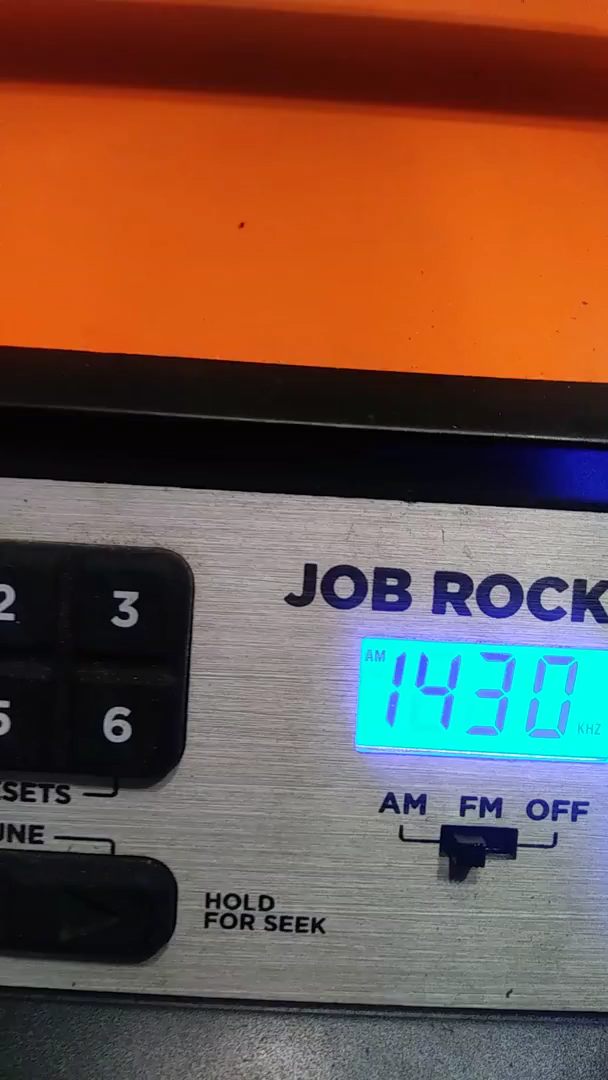 JOB ROCK
2 3
AM 1430 KHZ
5 6
SETS
AM FM OFF
UNE
HOLD
FOR SEEK